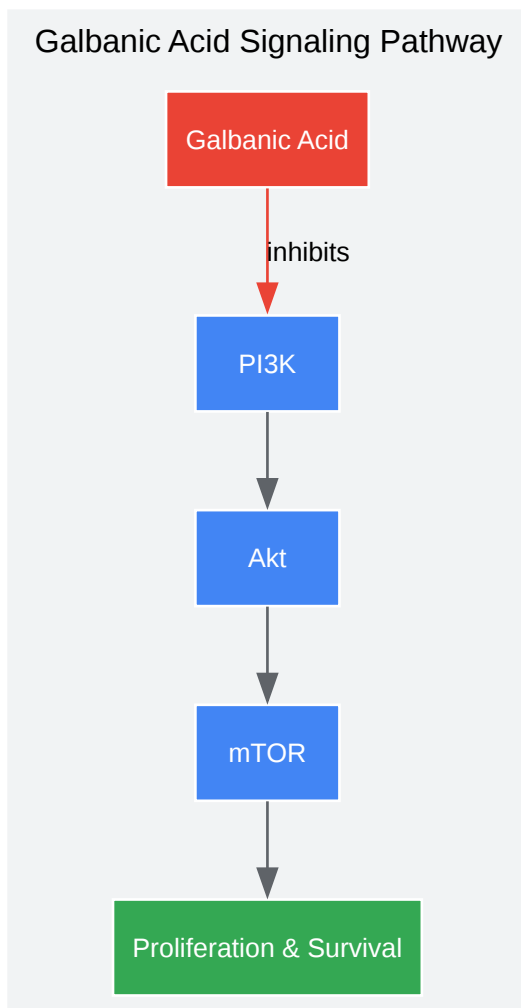 Galbanic Acid Signaling Pathway
Galbanic Acid
inhibits
PI3K
Akt
mTOR
Proliferation & Survival